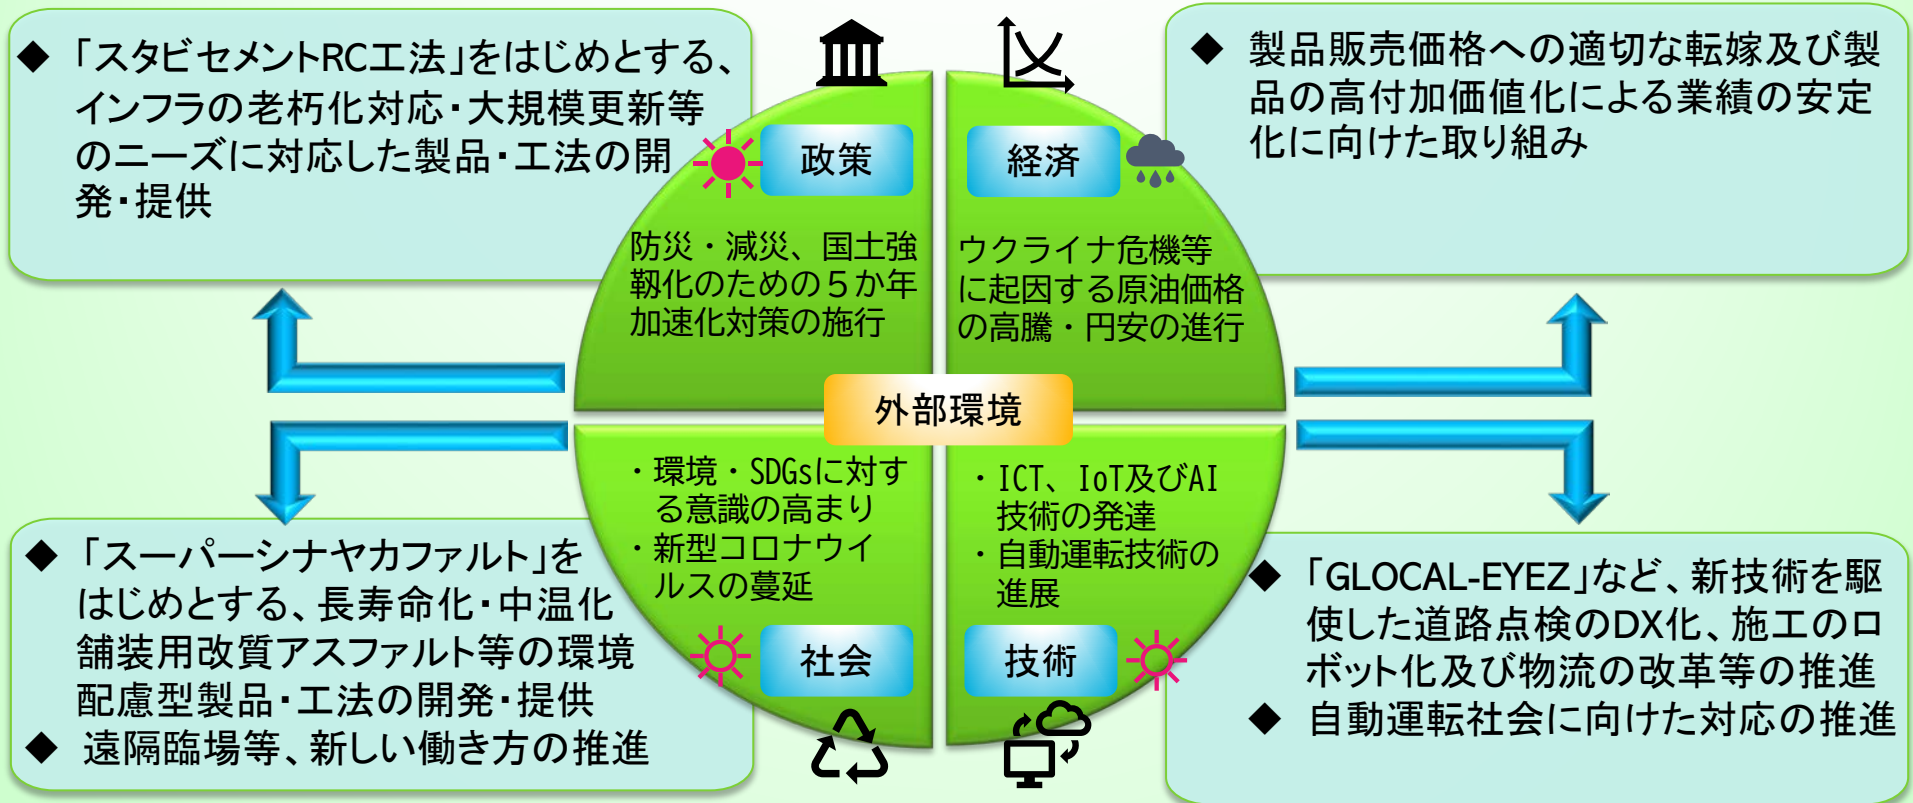 ◆ 「スタビセメントRC工法」をはじめとする、
インフラの老朽化対応・大規模更新等
のニーズに対応した製品・工法の開
発・提供
◆ 製品販売価格への適切な転嫁及び製
品の高付加価値化による業績の安定
化に向けた取り組み
政策
防災・減災、国土強
靱化のための５か年
加速化対策の施行
経済
ウクライナ危機等
に起因する原油価格
の高騰・円安の進行
外部環境
・環境・SDGsに対す
る意識の高まり
・新型コロナウイ
ルスの蔓延
社会
・ICT、IoT及びAI
技術の発達
・自動運転技術の
進展
技術
◆ 「スーパーシナヤカファルト」を
はじめとする、長寿命化・中温化
舗装用改質アスファルト等の環境
配慮型製品・工法の開発・提供
◆ 遠隔臨場等、新しい働き方の推進
◆ 「GLOCAL-EYEZ」など、新技術を駆
使した道路点検のDX化、施工のロ
ボット化及び物流の改革等の推進
◆ 自動運転社会に向けた対応の推進